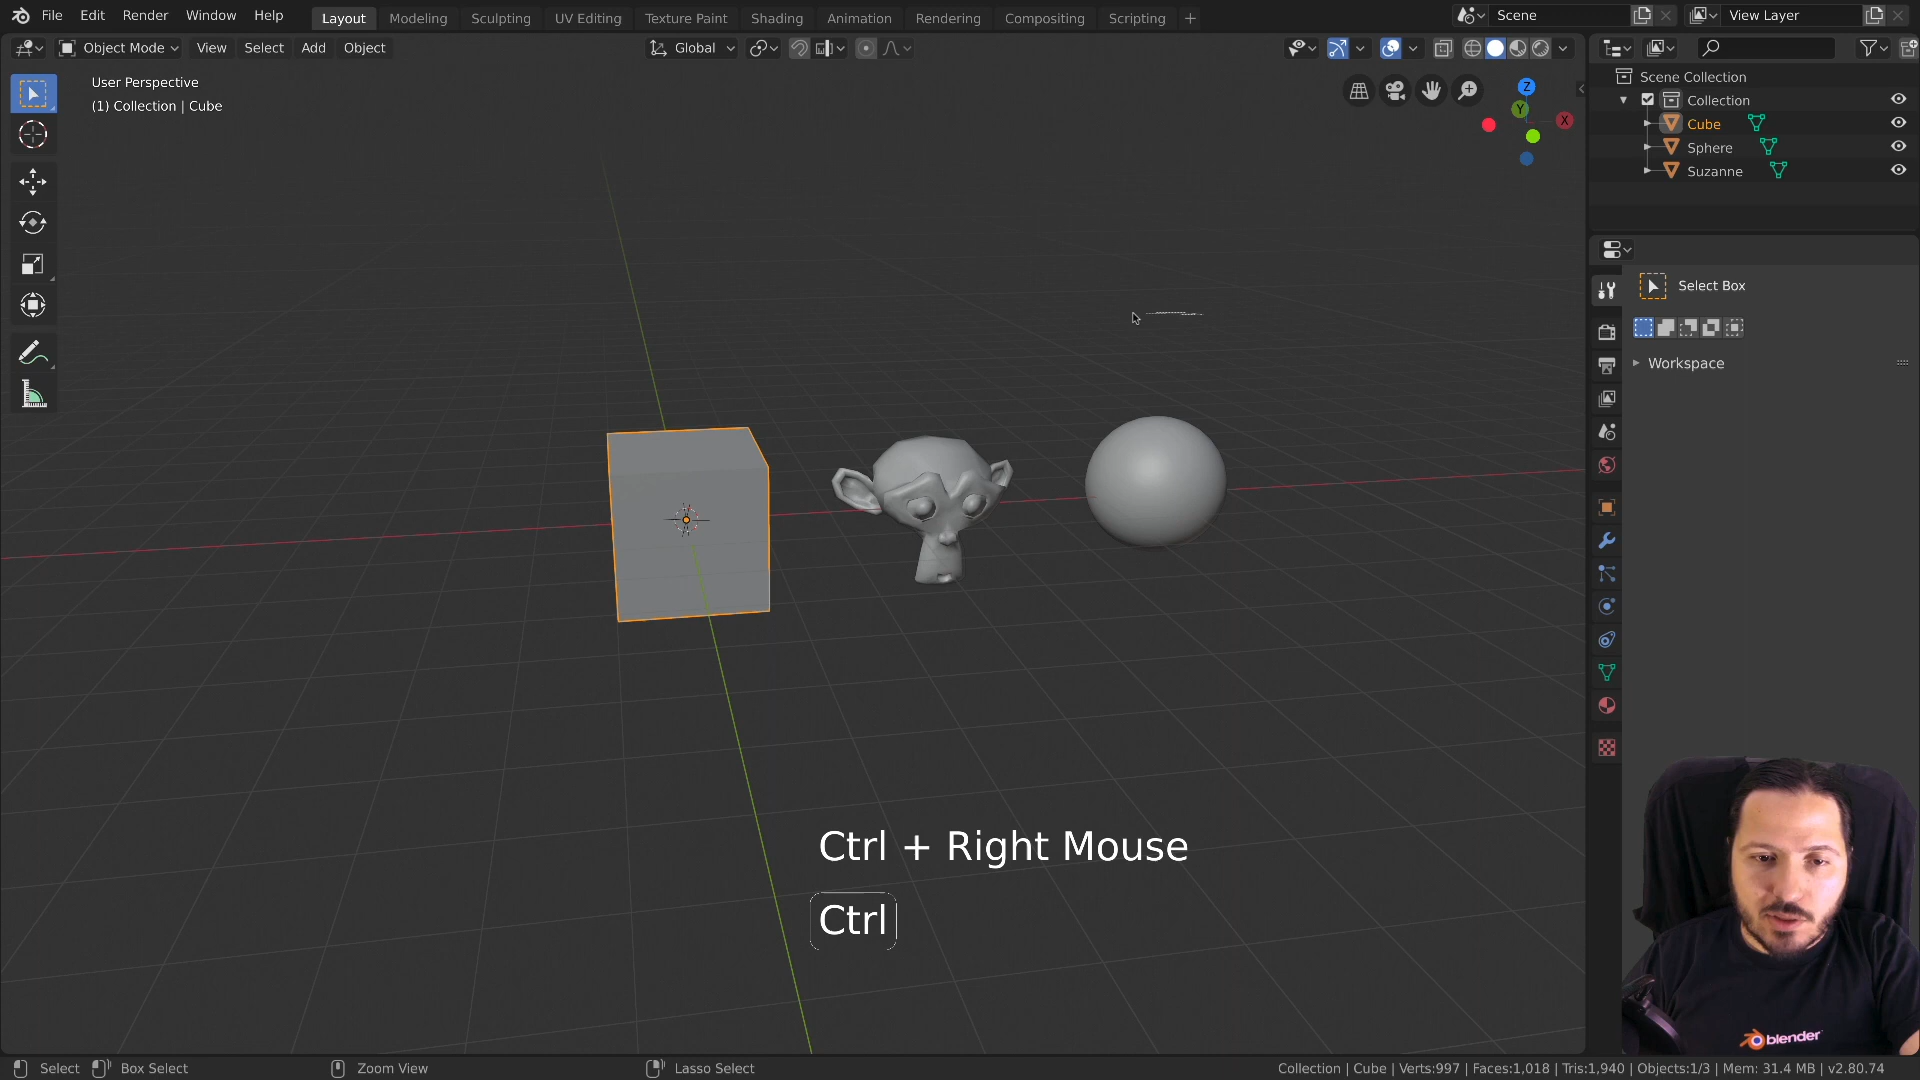 File Edit Render Window Help
Layout Modeling Sculpting UV Editing Texture Paint Shading Animation Rendering Compositing Scripting +
Scene
View Layer
Object Mode View Select Add Object
Global
User Perspective
(1) Collection | Cube
Z
Y
X
Scene Collection
Collection
Cube
Sphere
Suzanne
Select Box
Workspace
Ctrl + Right Mouse
Ctrl
blender
Select Box Select Zoom View Lasso Select
Collection | Cube | Verts:997 | Faces:1,018 | Tris:1,940 | Objects:1/3 | Mem: 31.4 MB | v2.80.74